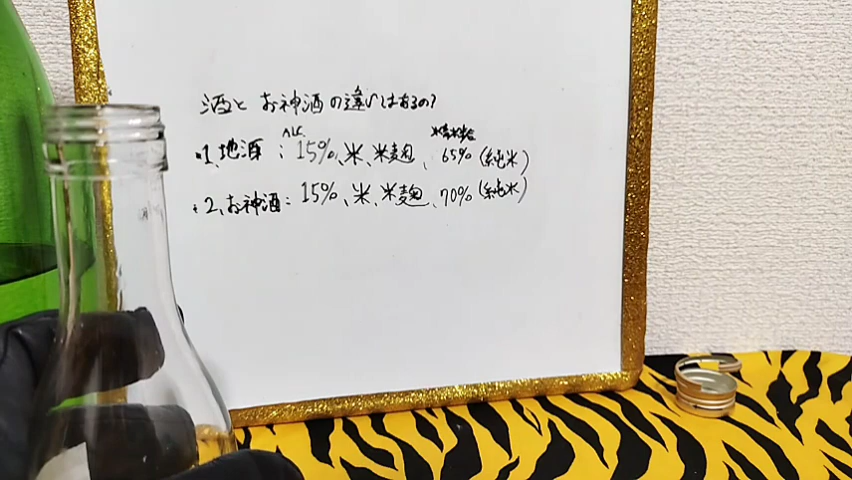 酒とお神酒の違いはあるの?
ALC 精米歩合
1、地酒:15%、米、米麹、65%(純米)
2、お神酒:15%、米、米麹、70%(純米)